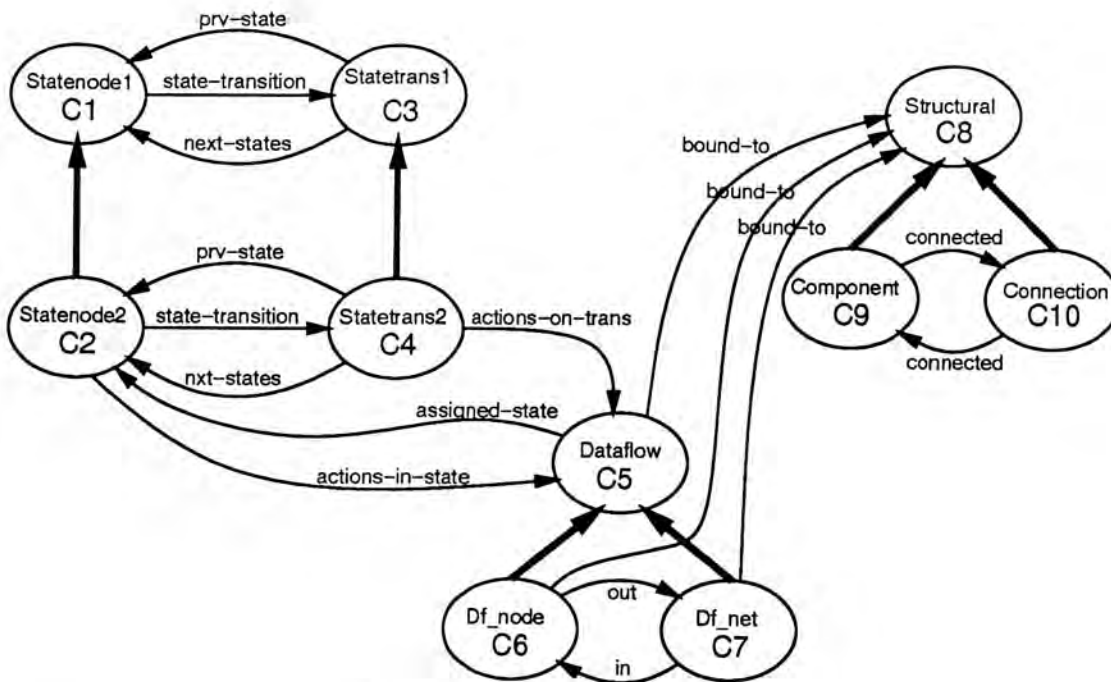 prv-state
Statenode1
C1
state-transition
Statetrans1
C3
next-states
Structural
C8
bound-to
bound-to
bound-to
prv-state
Statenode2
C2
state-transition
Statetrans2
C4
nxt-states
actions-on-trans
connected
Component
C9
Connection
C10
connected
assigned-state
Dataflow
C5
actions-in-state
out
Df_node
C6
Df_net
C7
in